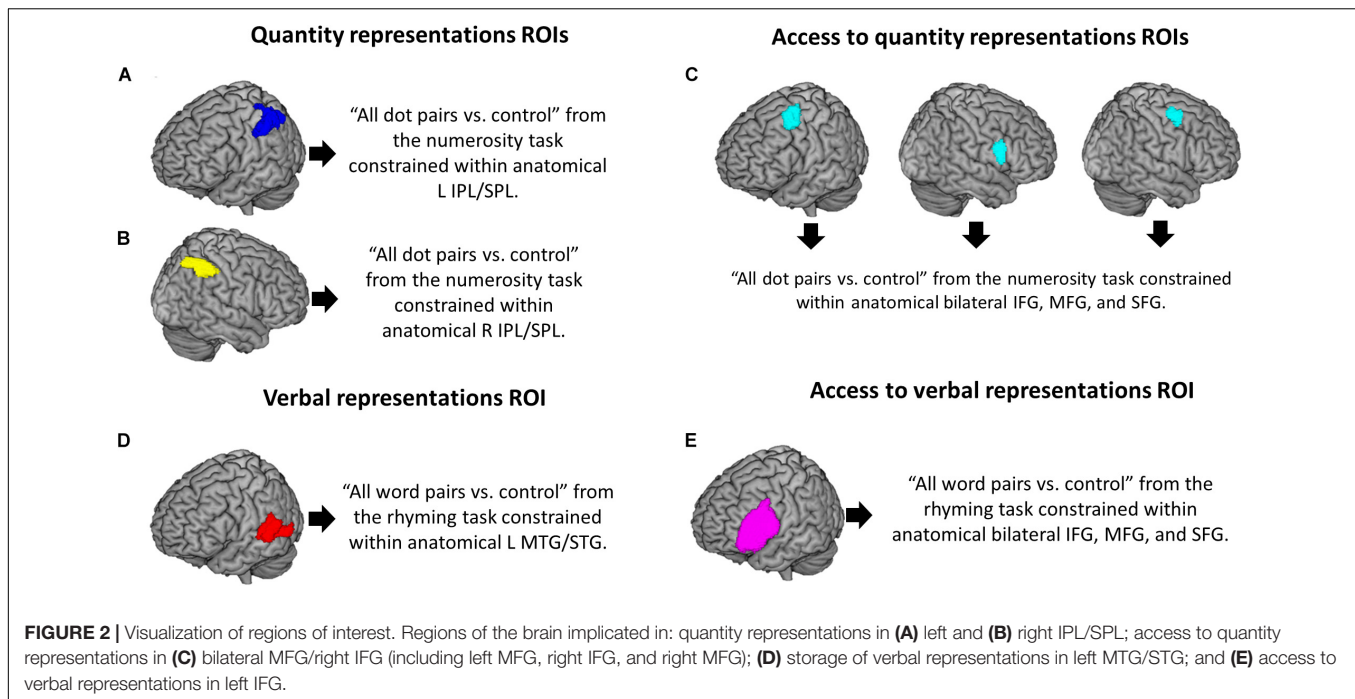 Quantity representations ROIs
A
“All dot pairs vs. control” from
the numerosity task
constrained within anatomical
L IPL/SPL.
B
“All dot pairs vs. control”
from the numerosity task
constrained within
anatomical R IPL/SPL.
Access to quantity representations ROIs
C
“All dot pairs vs. control” from the numerosity task constrained
within anatomical bilateral IFG, MFG, and SFG.
Verbal representations ROI
D
“All word pairs vs. control” from
the rhyming task constrained
within anatomical L MTG/STG.
Access to verbal representations ROI
E
“All word pairs vs. control” from the
rhyming task constrained within
anatomical bilateral IFG, MFG, and SFG.
FIGURE 2 | Visualization of regions of interest. Regions of the brain implicated in: quantity representations in (A) left and (B) right IPL/SPL; access to quantity
representations in (C) bilateral MFG/right IFG (including left MFG, right IFG, and right MFG); (D) storage of verbal representations in left MTG/STG; and (E) access to
verbal representations in left IFG.